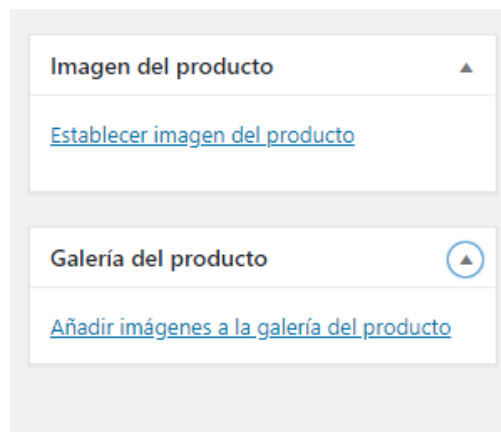 Imagen del producto
Establecer imagen del producto
Galería del producto
Añadir imágenes a la galería del producto